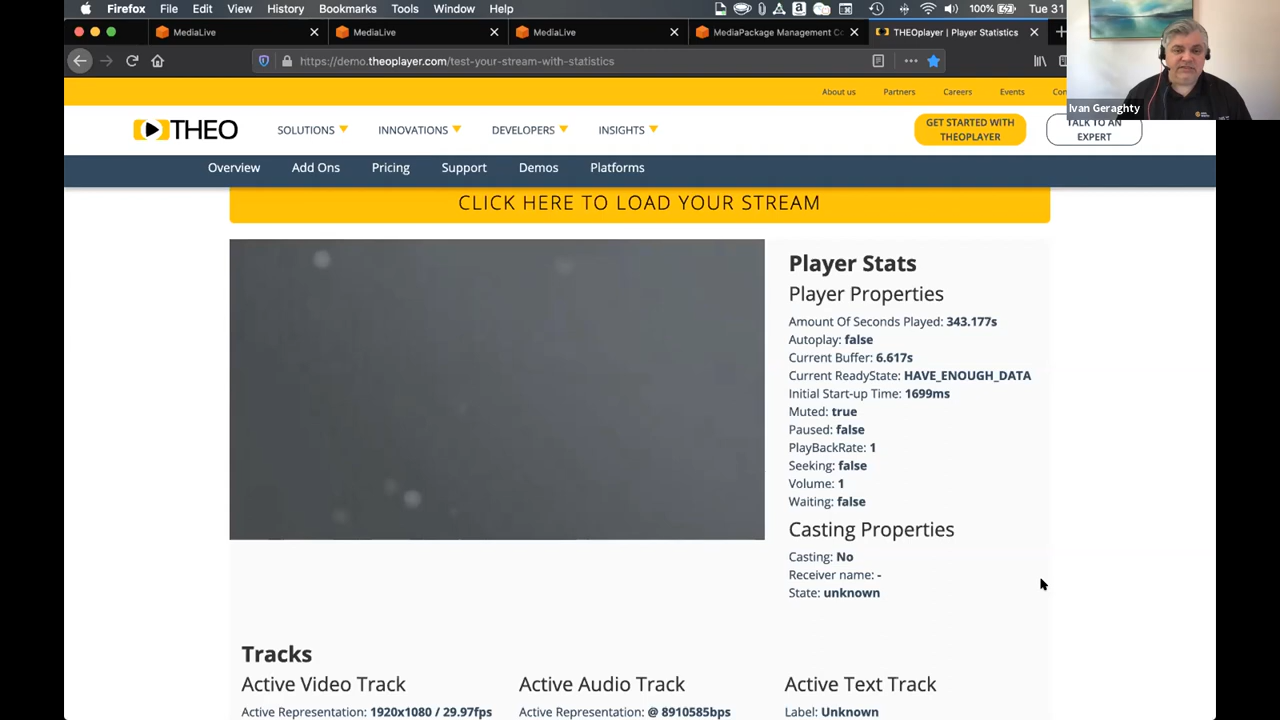 Firefox File Edit View History Bookmarks Tools Window Help 100% Tue 31
MediaLive MediaLive MediaLive MediaPackage Management Co THEOplayer | Player Statistics
https://demo.theoplayer.com/test-your-stream-with-statistics
Ivan Geraghty
About us Partners Careers Events Con
THEO SOLUTIONS INNOVATIONS DEVELOPERS INSIGHTS
GET STARTED WITH
THEOPLAYER
TALK TO AN
EXPERT
Overview Add Ons Pricing Support Demos Platforms
CLICK HERE TO LOAD YOUR STREAM
Player Stats
Player Properties
Amount Of Seconds Played: 343.177s
Autoplay: false
Current Buffer: 6.617s
Current ReadyState: HAVE_ENOUGH_DATA
Initial Start-up Time: 1699ms
Muted: true
Paused: false
PlayBackRate: 1
Seeking: false
Volume: 1
Waiting: false
Casting Properties
Casting: No
Receiver name: -
State: unknown
Tracks
Active Video Track
Active Representation: 1920x1080 / 29.97fps
Active Audio Track
Active Representation: @ 8910585bps
Active Text Track
Label: Unknown